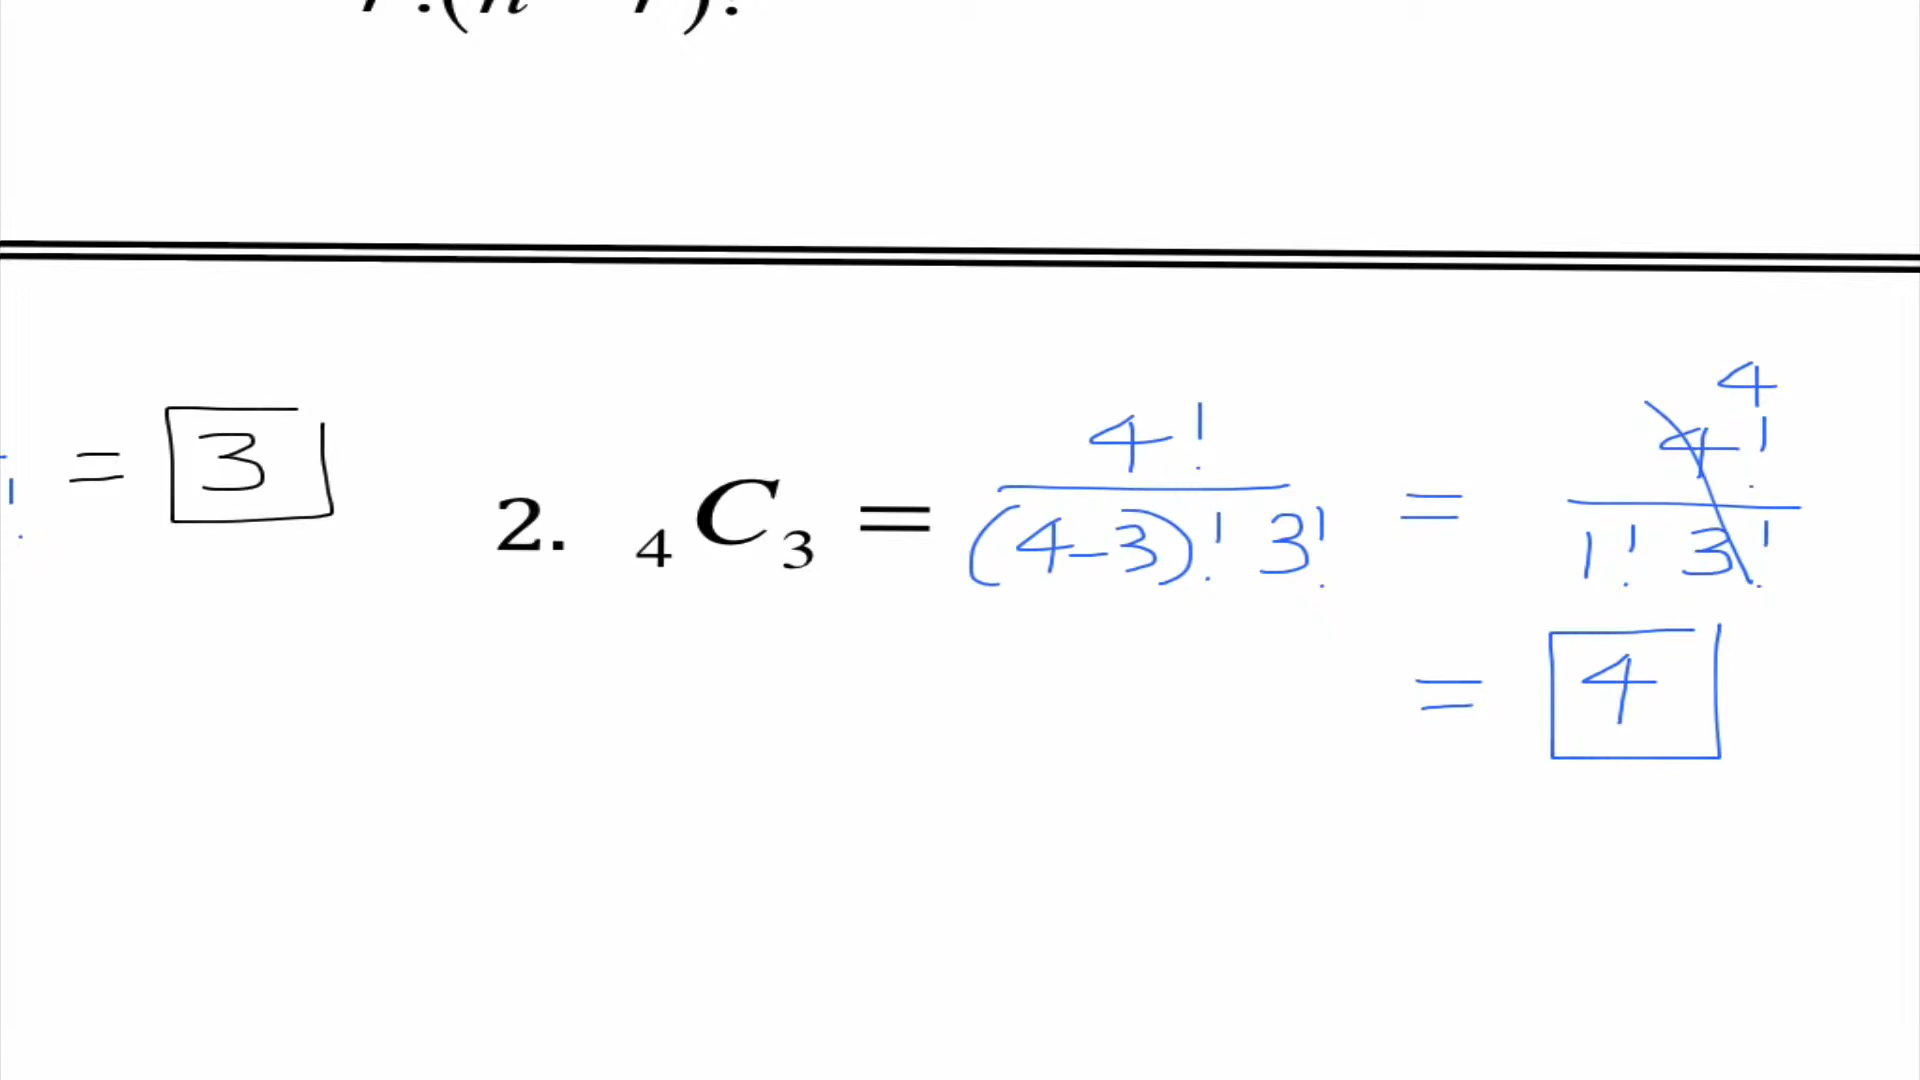 r!(n − r)!
= 3
2. ₄C₃ = 4! / (4-3)! 3! = 4! / 1! 3!
4
= 4